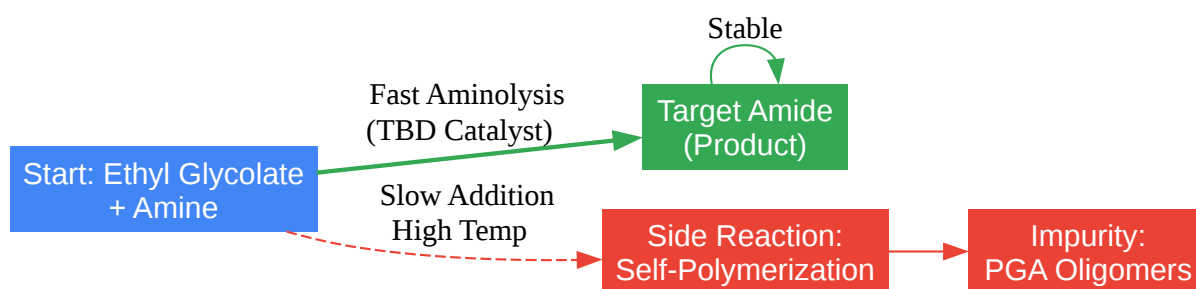 Stable
Fast Aminolysis
(TBD Catalyst)
Target Amide
(Product)
Start: Ethyl Glycolate
+ Amine
Slow Addition
High Temp
Side Reaction:
Self-Polymerization
Impurity:
PGA Oligomers